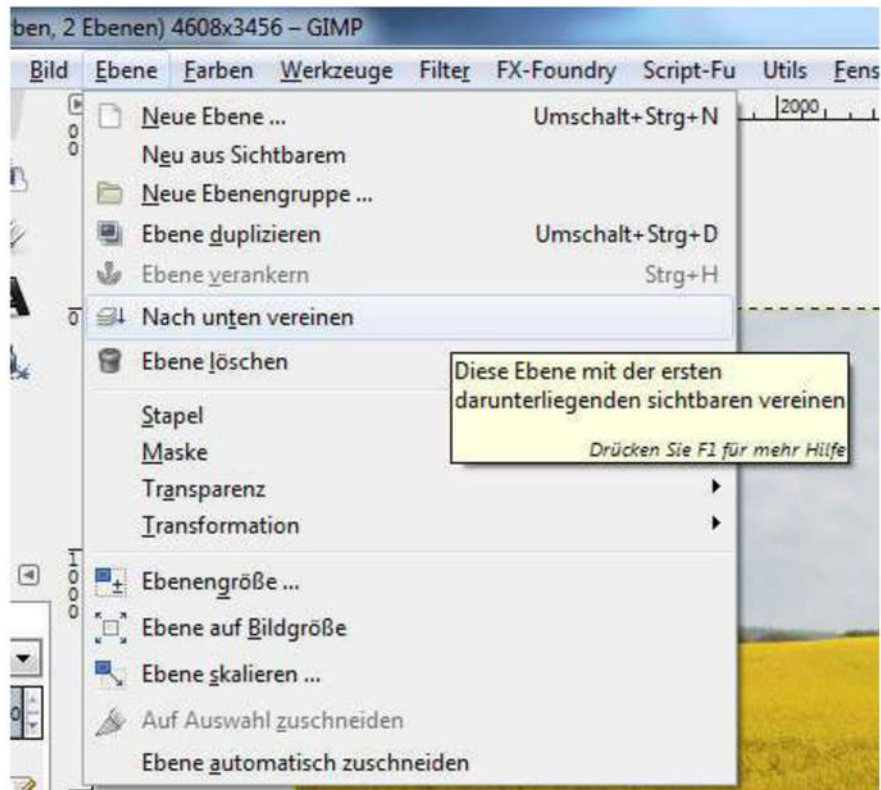 ben, 2 Ebenen) 4608x3456 – GIMP
Bild Ebene Farben Werkzeuge Filter FX-Foundry Script-Fu Utils Fens
Neue Ebene ... Umschalt+Strg+N
2000
Neu aus Sichtbarem
Neue Ebenengruppe ...
Ebene duplizieren Umschalt+Strg+D
Ebene verankern Strg+H
0
Nach unten vereinen
Ebene löschen
Diese Ebene mit der ersten
darunterliegenden sichtbaren vereinen
Drücken Sie F1 für mehr Hilfe
Stapel
Maske
Transparenz
Transformation
1000
Ebenengröße ...
Ebene auf Bildgröße
Ebene skalieren ...
Auf Auswahl zuschneiden
Ebene automatisch zuschneiden